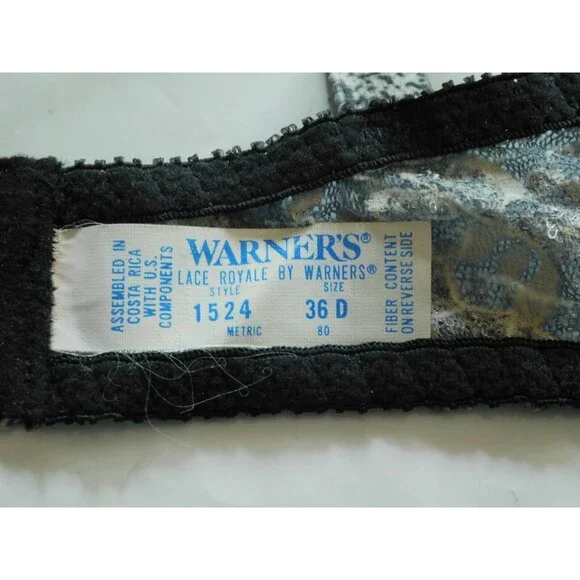 ASSEMBLED IN
COSTA RICA
WITH U.S.
COMPONENTS
WARNER'S®
LACE ROYALE BY WARNERS®
STYLE SIZE
1524 36 D
METRIC 80
FIBER CONTENT
ON REVERSE SIDE